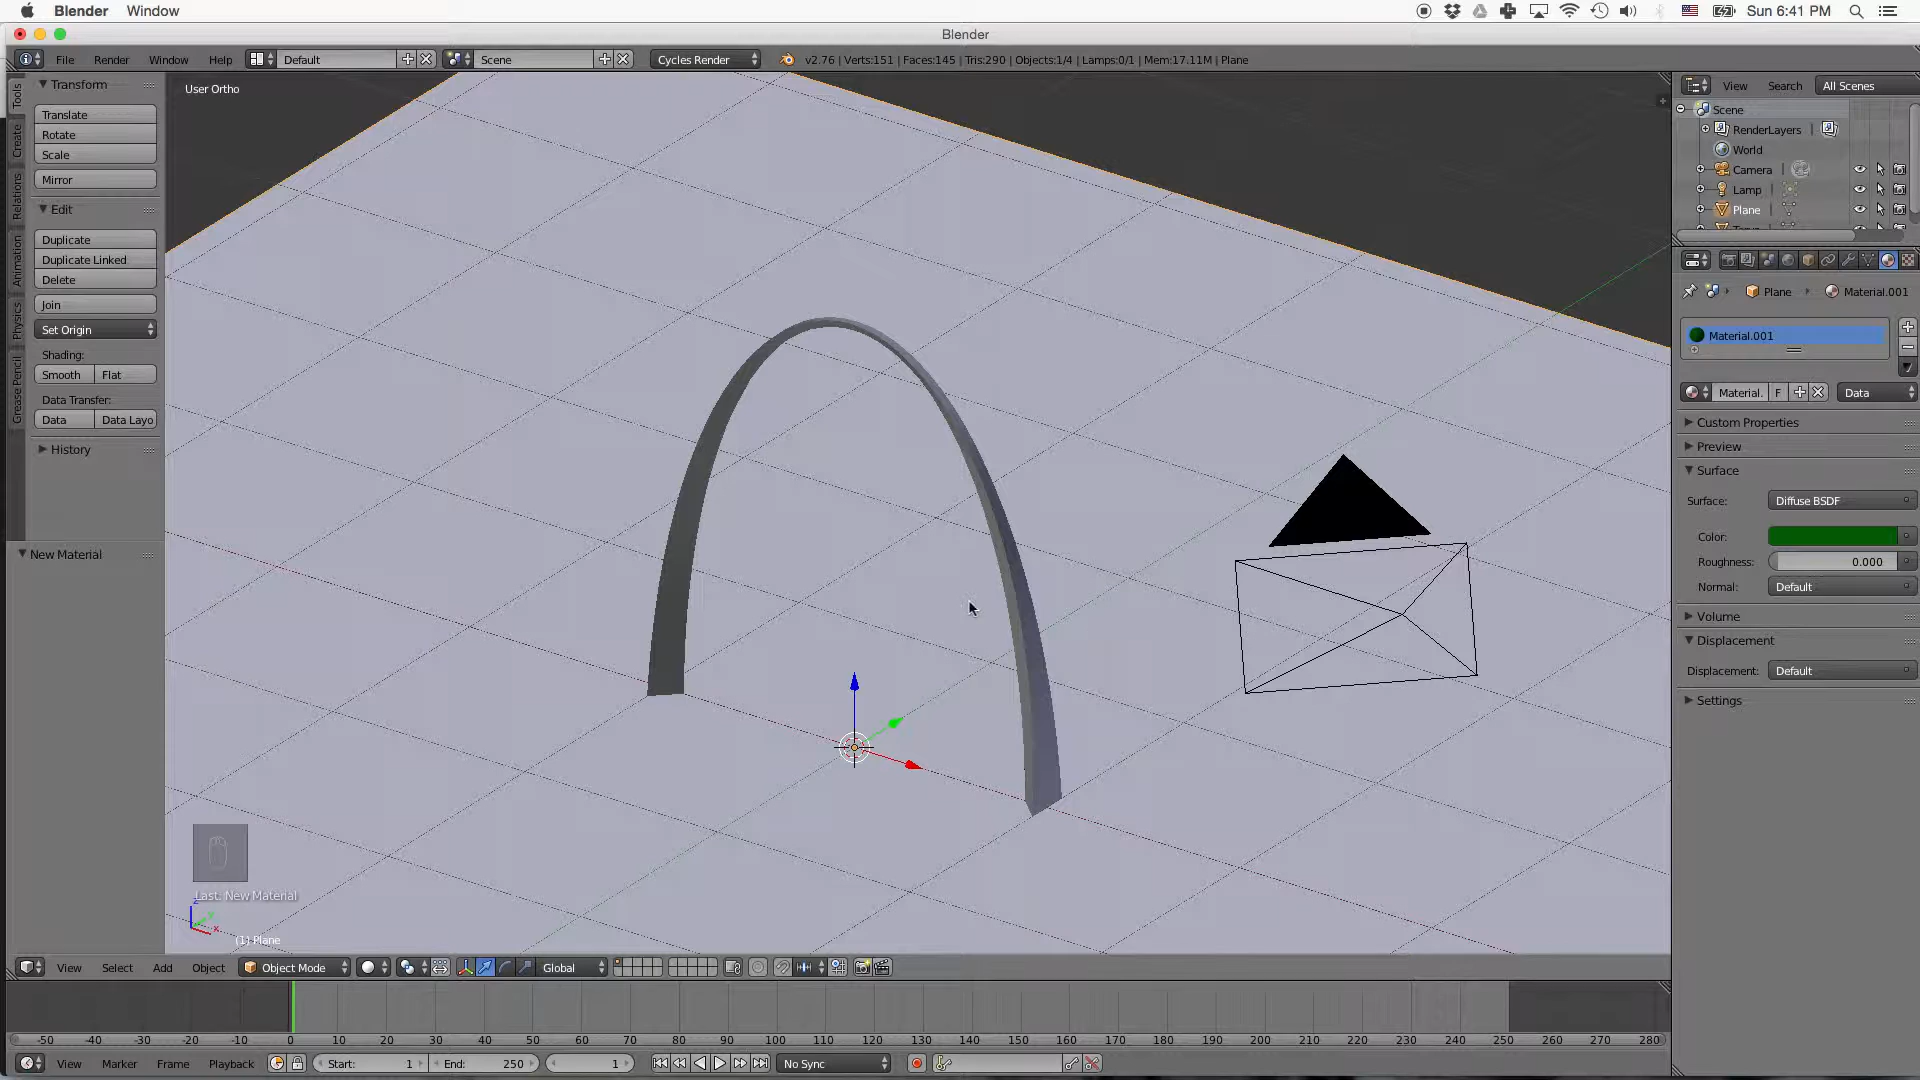 Blender Window Sun 6:41 PM
Blender
File Render Window Help Default Scene Cycles Render v2.76 | Verts:151 | Faces:145 | Tris:290 | Objects:1/4 | Lamps:0/1 | Mem:17.11M | Plane
Tools
Create
Relations
Animation
Physics
Grease Pencil
Transform
Translate
Rotate
Scale
Mirror
Edit
Duplicate
Duplicate Linked
Delete
Join
Set Origin
Shading:
Smooth Flat
Data Transfer:
Data Data Layo
History
New Material
User Ortho
Last: New Material
z
y
x
(1) Plane
View Search All Scenes
Scene
RenderLayers
World
Camera
Lamp
Plane
Plane Material.001
Material.001
Material. F Data
Custom Properties
Preview
Surface
Surface: Diffuse BSDF
Color:
Roughness: 0.000
Normal: Default
Volume
Displacement
Displacement: Default
Settings
View Select Add Object Object Mode Global
-50 -40 -30 -20 -10 0 10 20 30 40 50 60 70 80 90 100 110 120 130 140 150 160 170 180 190 200 210 220 230 240 250 260 270 280
View Marker Frame Playback Start: 1 End: 250 1 No Sync